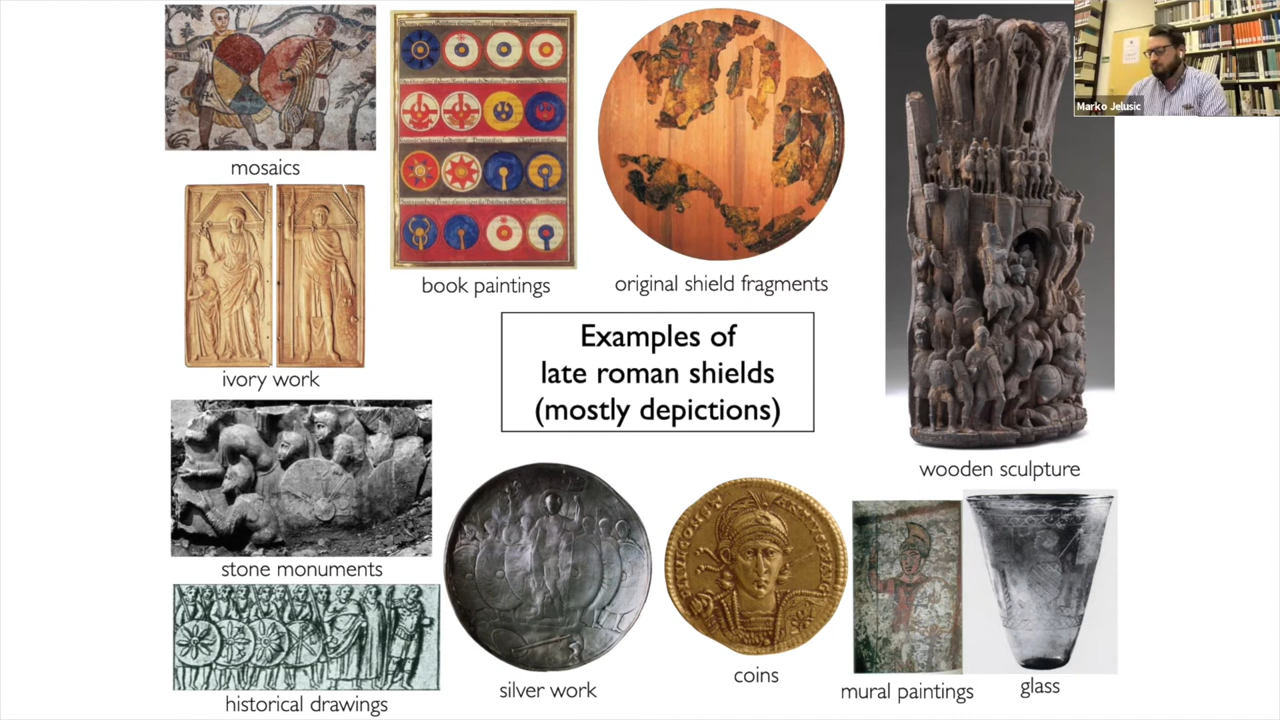 Marko Jelusic
mosaics
book paintings
original shield fragments
ivory work
Examples of
late roman shields
(mostly depictions)
wooden sculpture
stone monuments
historical drawings
silver work
coins
mural paintings
glass